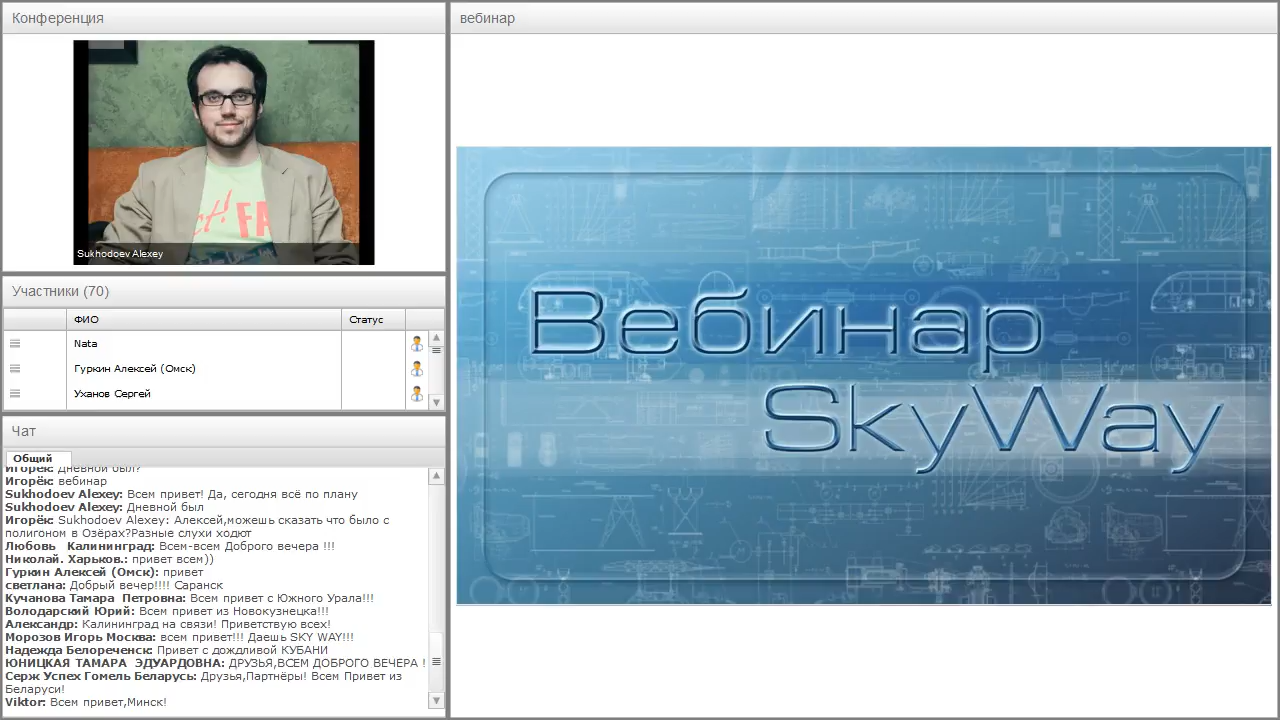 Конференция
Sukhodoev Alexey
Участники (70)
ФИО
Статус
Nata
Гуркин Алексей (Омск)
Уханов Сергей
Чат
Общий
Игорёк: Дневной был?
Игорёк: вебинар
Sukhodoev Alexey: Всем привет! Да, сегодня всё по плану
Sukhodoev Alexey: Дневной был
Игорёк: Sukhodoev Alexey: Алексей,можешь сказать что было с
полигоном в Озёрах?Разные слухи ходют
Любовь Калининград: Всем-всем Доброго вечера !!!
Николай. Харьков.: привет всем))
Гуркин Алексей (Омск): привет
светлана: Добрый вечер!!!! Саранск
Кучанова Тамара Петровна: Всем привет с Южного Урала!!!
Володарский Юрий: Всем привет из Новокузнецка!!!
Александр: Калининград на связи! Приветствую всех!
Морозов Игорь Москва: всем привет!!! Даешь SKY WAY!!!
Надежда Белореченск: Привет с дождливой КУБАНИ
ЮНИЦКАЯ ТАМАРА ЭДУАРДОВНА: ДРУЗЬЯ,ВСЕМ ДОБРОГО ВЕЧЕРА !
Серж Успех Гомель Беларусь: Друзья,Партнёры! Всем Привет из
Беларуси!
Viktor: Всем привет,Минск!
вебинар
Вебинар
SkyWay